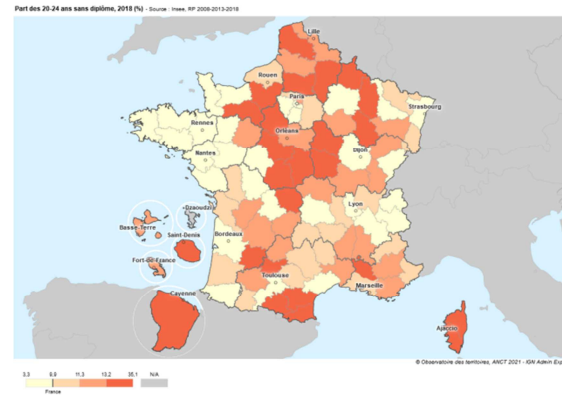 Part des 20-24 ans sans diplôme, 2018 (%) - Source : Insee, RP 2008-2013-2018
Lille
Rouen
Paris
Strasbourg
Rennes
Orléans
Nantes
Dijon
Lyon
Dzaoudzi
Basse-Terre
Saint-Denis
Bordeaux
Fort-De-France
Toulouse
Marseille
Cayenne
Ajaccio
© Observatoire des territoires, ANCT 2021 - IGN Admin Exp
3,3 9,9 11,3 13,2 35,1 N/A
France